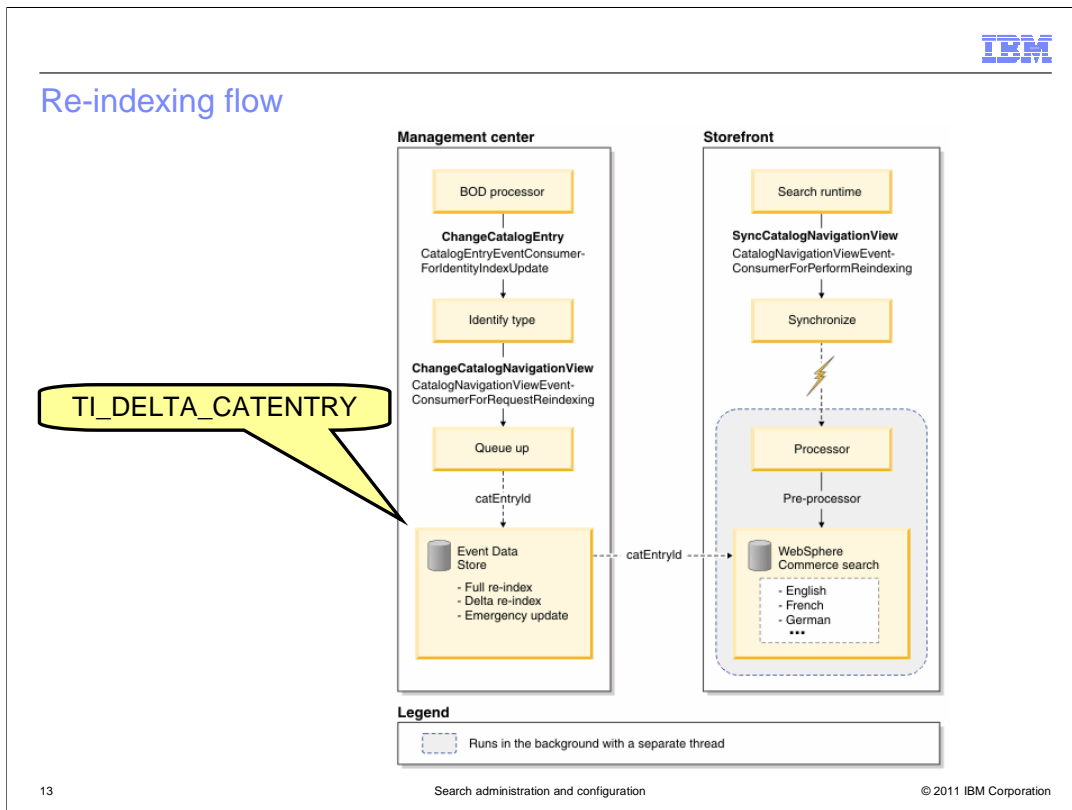 IBM
Re-indexing flow
Management center
BOD processor
ChangeCatalogEntry
CatalogEntryEventConsumer-
ForIdentityIndexUpdate
Identify type
ChangeCatalogNavigationView
CatalogNavigationViewEvent-
ConsumerForRequestReindexing
Queue up
catEntryId
Event Data
Store
- Full re-index
- Delta re-index
- Emergency update
TI_DELTA_CATENTRY
catEntryId
Storefront
Search runtime
SyncCatalogNavigationView
CatalogNavigationViewEvent-
ConsumerForPerformReindexing
Synchronize
Processor
Pre-processor
WebSphere
Commerce search
- English
- French
- German
...
Legend
Runs in the background with a separate thread
13
Search administration and configuration
© 2011 IBM Corporation